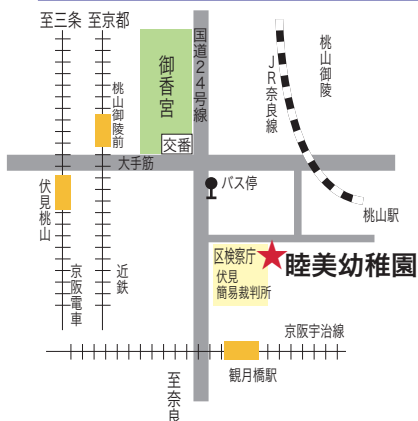 至三条
至京都
桃山御陵前
御香宮
国道24号線
交番
大手筋
JR奈良線
桃山御陵
桃山駅
伏見桃山
バス停
京阪電車
近鉄
区検察庁
伏見
簡易裁判所
睦美幼稚園
京阪宇治線
観月橋駅
至奈良